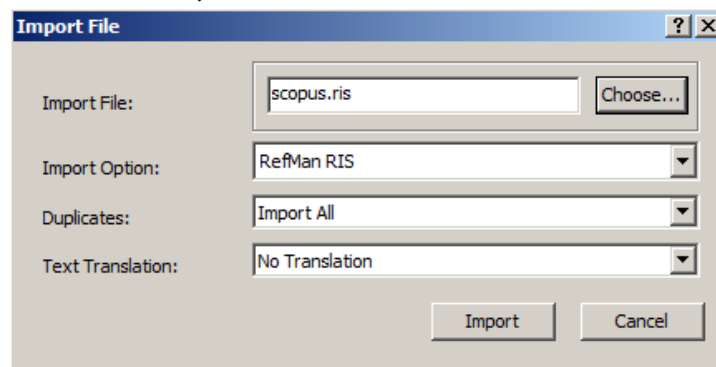 Import File
Import File: scopus.ris Choose...
Import Option: RefMan RIS
Duplicates: Import All
Text Translation: No Translation
Import Cancel